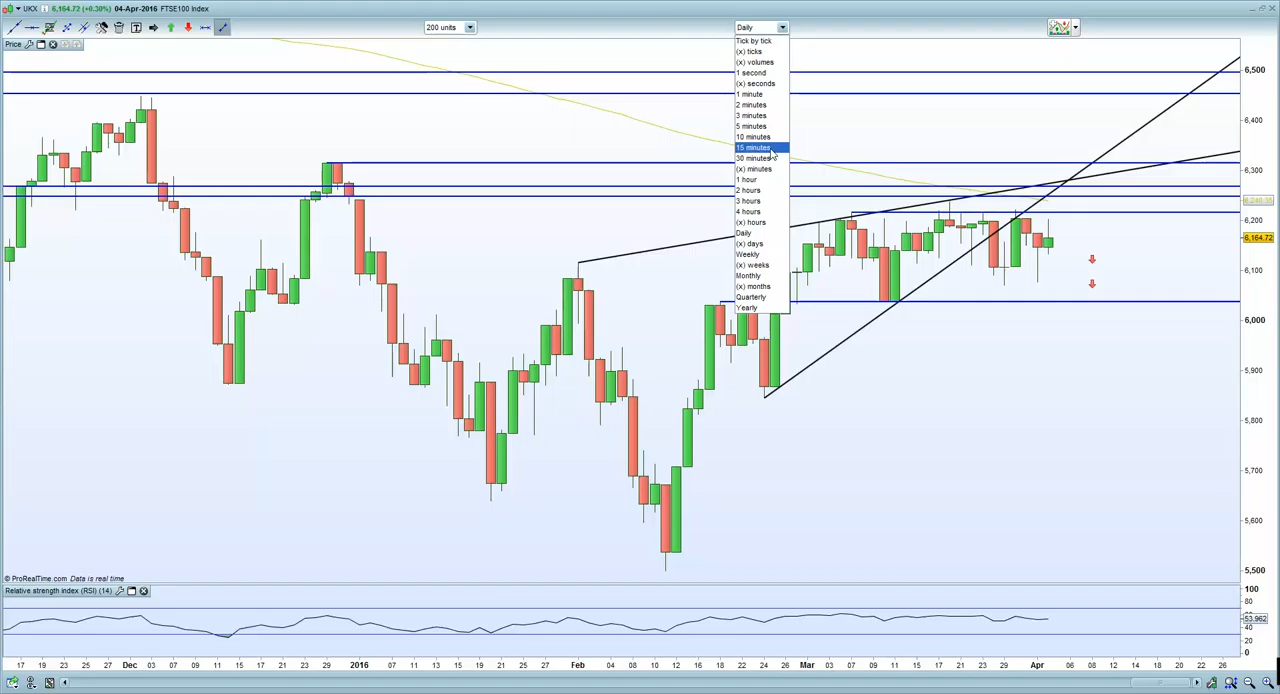 UKX 6,164.72 (+0.30%) 04-Apr-2016 FTSE100 Index
200 units
Daily
Price
Tick by tick
(x) ticks
(x) volumes
1 second
(x) seconds
1 minute
2 minutes
3 minutes
5 minutes
10 minutes
15 minutes
30 minutes
(x) minutes
1 hour
2 hours
3 hours
4 hours
(x) hours
Daily
(x) days
Weekly
(x) weeks
Monthly
(x) months
Quarterly
Yearly
6,500
6,400
6,300
6,240.35
6,200
6,164.72
6,100
6,000
5,900
5,800
5,700
5,600
5,500
© ProRealTime.com Data is real time
Relative strength index (RSI) (14)
100
80
53.962
40
20
0
17 19 23 25 27 Dec 03 07 09 11 15 17 21 23 29 2016 07 11 13 15 19 21 25 27 Feb 04 08 10 12 16 18 22 24 26 Mar 03 07 09 11 15 17 21 23 29 Apr 06 08 12 14 18 20 22 26